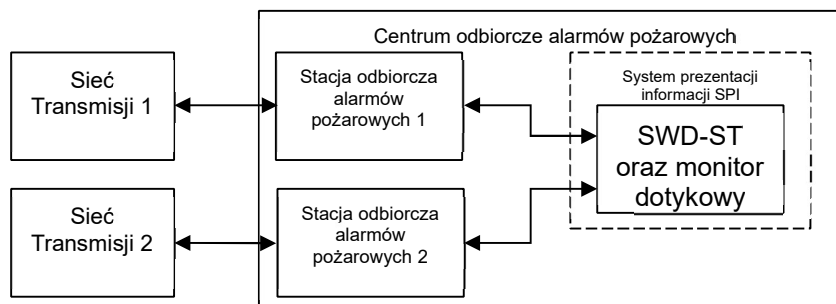 Centrum odbiorcze alarmów pożarowych
Sieć
Transmisji 1
Stacja odbiorcza
alarmów
pożarowych 1
System prezentacji
informacji SPI
SWD-ST
oraz monitor
dotykowy
Sieć
Transmisji 2
Stacja odbiorcza
alarmów
pożarowych 2